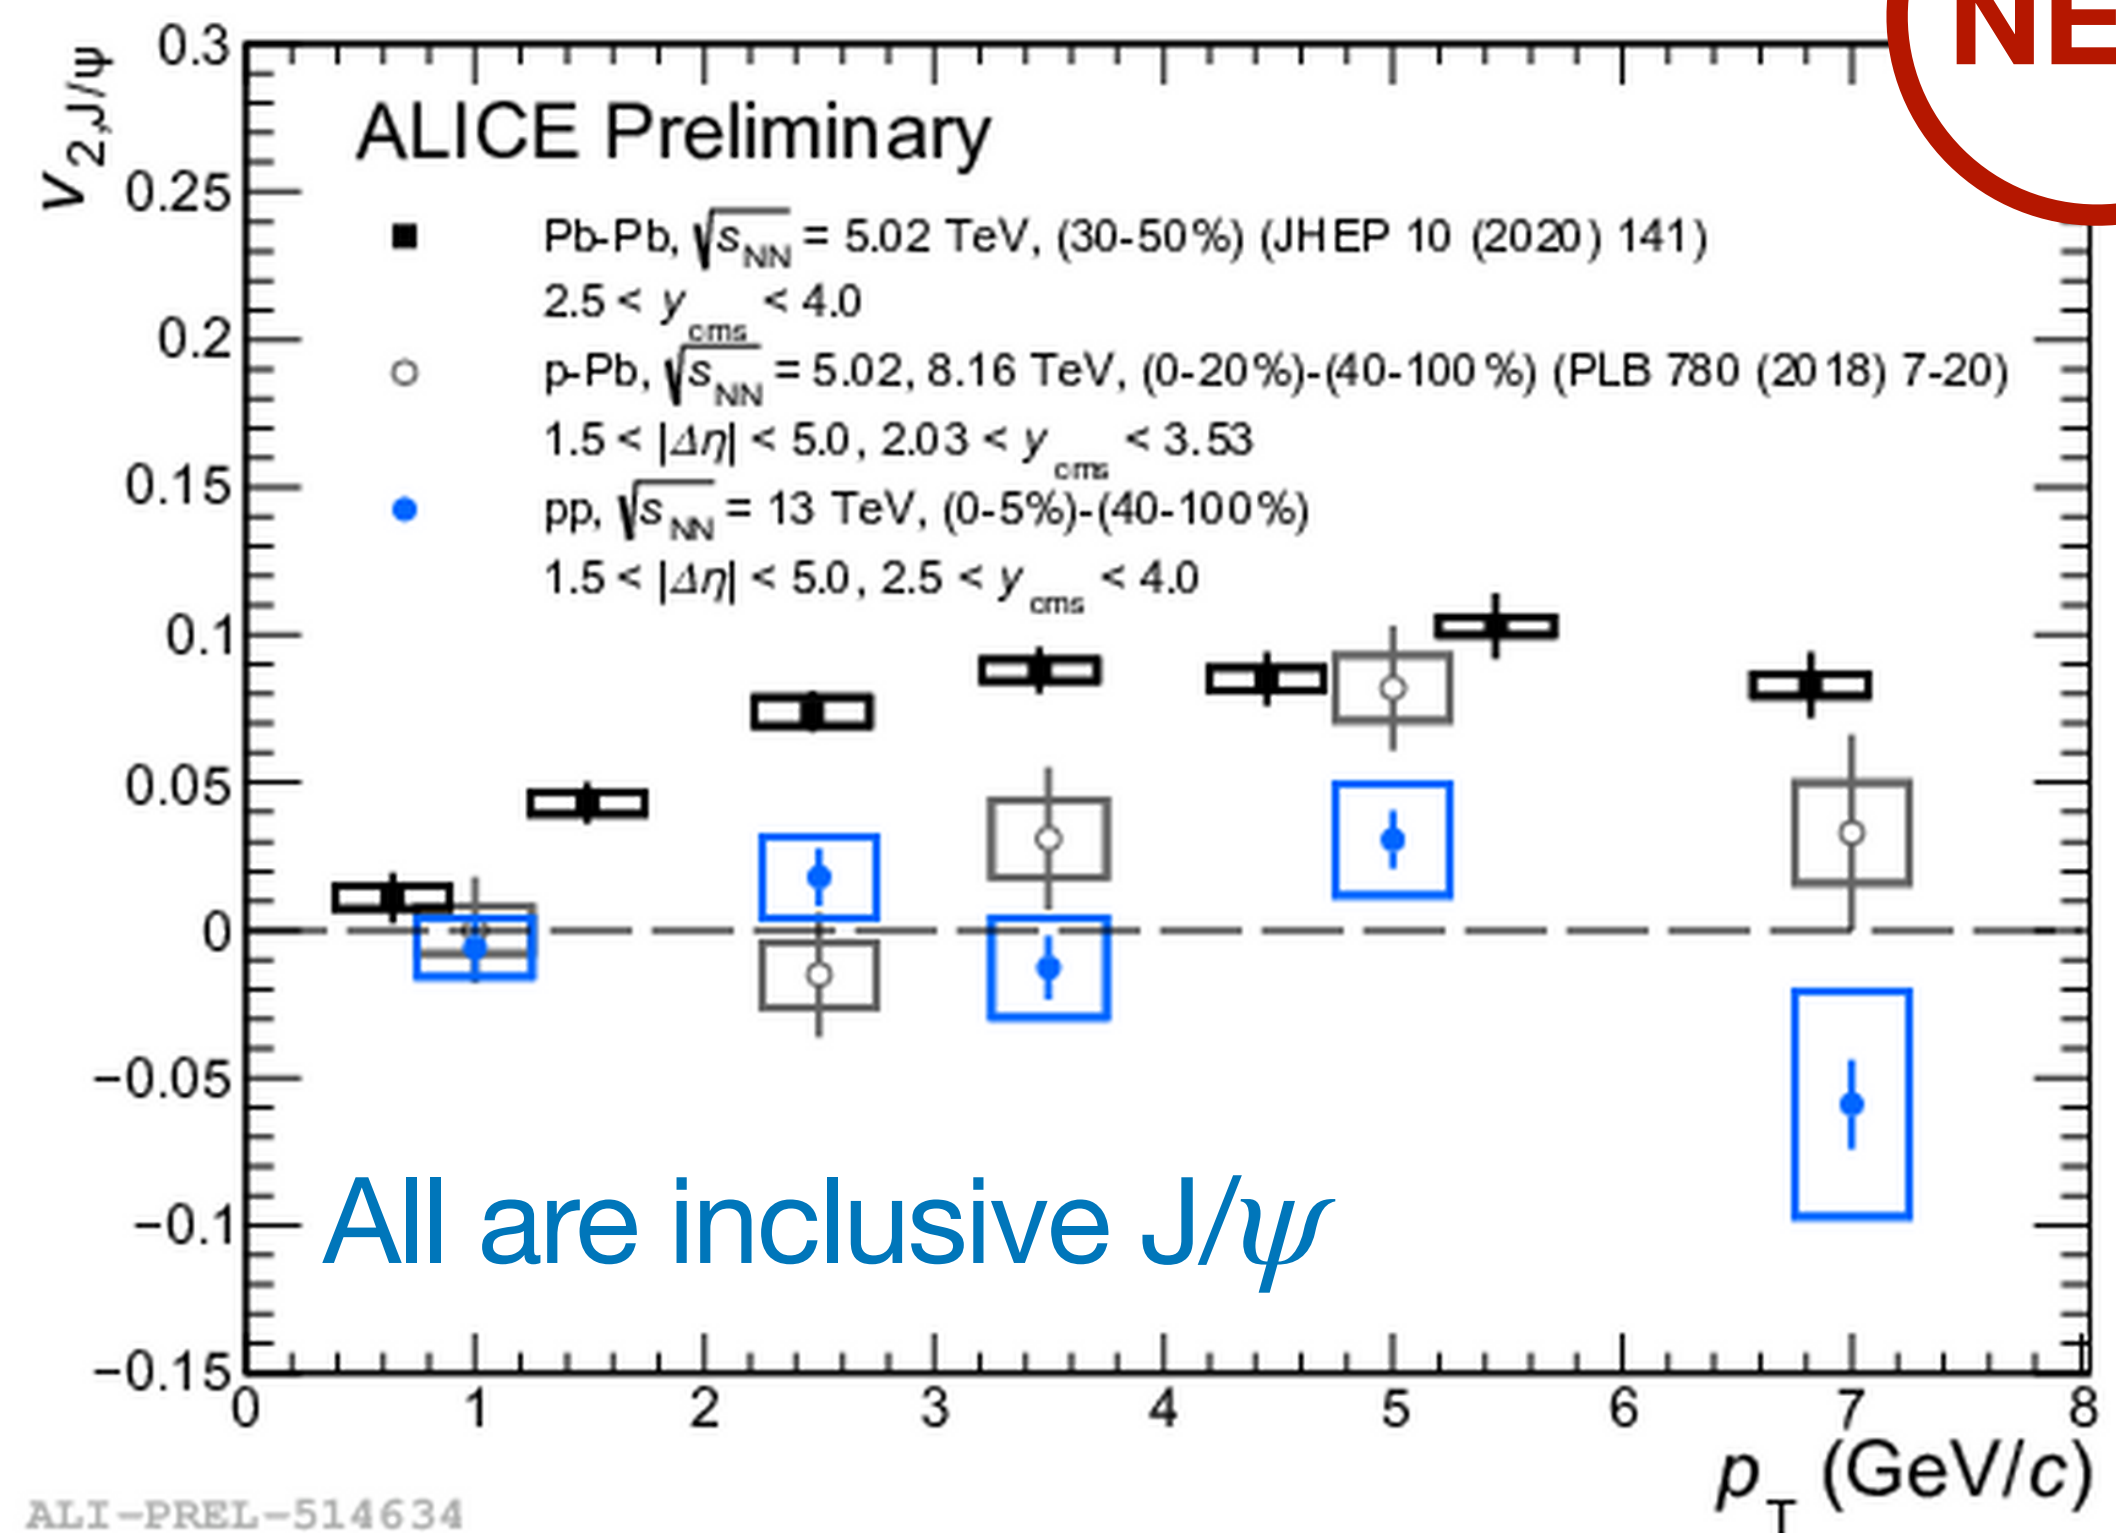 NE
0.3
0.25
0.2
0.15
0.1
0.05
0
−0.05
−0.1
−0.15
v2,J/ψ
ALICE Preliminary
Pb-Pb, √sNN = 5.02 TeV, (30-50%) (JHEP 10 (2020) 141)
2.5 < ycms < 4.0
p-Pb, √sNN = 5.02, 8.16 TeV, (0-20%)-(40-100%) (PLB 780 (2018) 7-20)
1.5 < |Δη| < 5.0, 2.03 < ycms < 3.53
pp, √sNN = 13 TeV, (0-5%)-(40-100%)
1.5 < |Δη| < 5.0, 2.5 < ycms < 4.0
All are inclusive J/ψ
0 1 2 3 4 5 6 7 8
pT (GeV/c)
ALI-PREL-514634